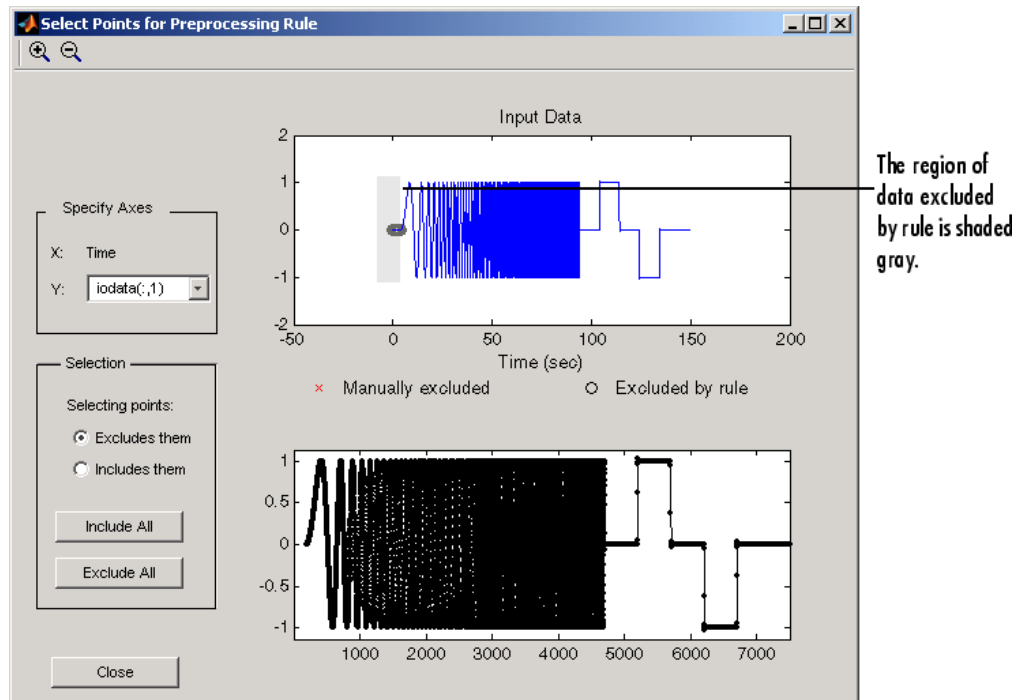 Select Points for Preprocessing Rule
Input Data
2
1
0
-1
-2
-50
0
50
100
150
200
Time (sec)
× Manually excluded
O Excluded by rule
The region of
data excluded
by rule is shaded
gray.
Specify Axes
X: Time
Y: iodata(:,1)
Selection
Selecting points:
Excludes them
Includes them
Include All
Exclude All
Close
1
0.5
0
-0.5
-1
1000
2000
3000
4000
5000
6000
7000